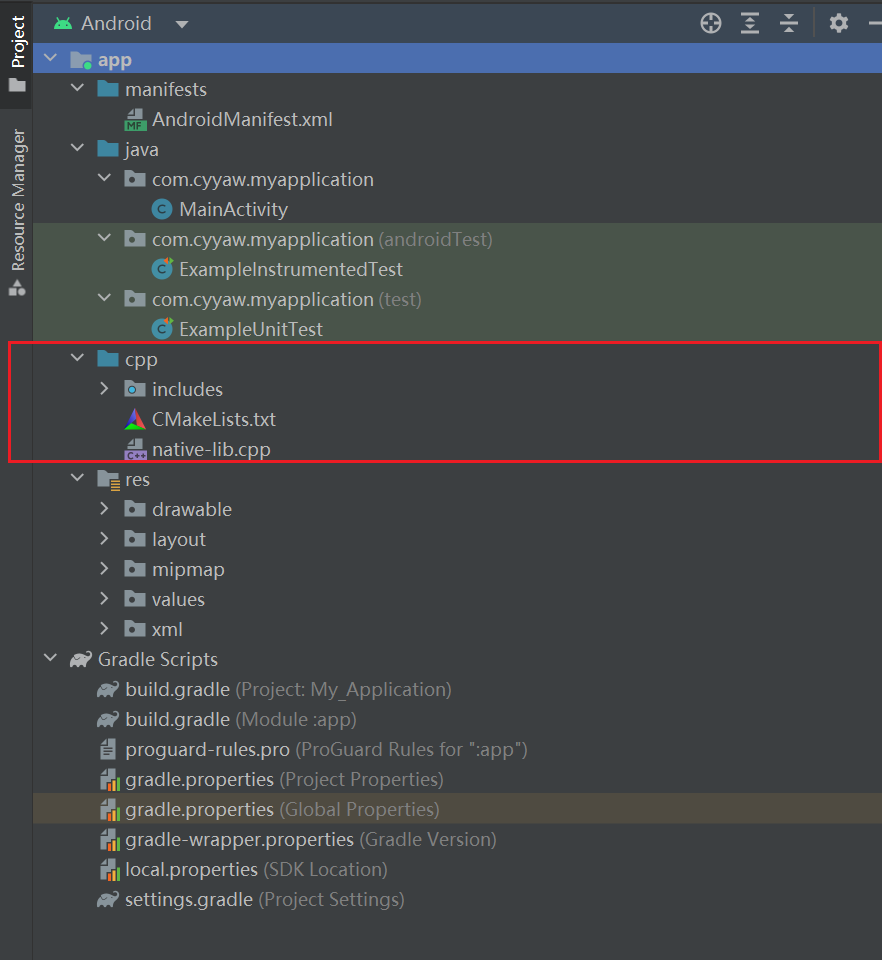 Project
Resource Manager
Android
app
manifests
MF AndroidManifest.xml
java
com.cyyaw.myapplication
C MainActivity
com.cyyaw.myapplication (androidTest)
C ExampleInstrumentedTest
com.cyyaw.myapplication (test)
C ExampleUnitTest
cpp
includes
CMakeLists.txt
C++ native-lib.cpp
res
drawable
layout
mipmap
values
xml
Gradle Scripts
build.gradle (Project: My_Application)
build.gradle (Module :app)
proguard-rules.pro (ProGuard Rules for ":app")
gradle.properties (Project Properties)
gradle.properties (Global Properties)
gradle-wrapper.properties (Gradle Version)
local.properties (SDK Location)
settings.gradle (Project Settings)